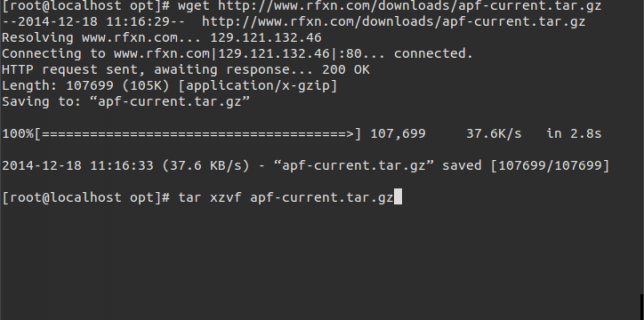 [root@localhost opt]# wget http://www.rfxn.com/downloads/apf-current.tar.gz
--2014-12-18 11:16:29--  http://www.rfxn.com/downloads/apf-current.tar.gz
Resolving www.rfxn.com... 129.121.132.46
Connecting to www.rfxn.com|129.121.132.46|:80... connected.
HTTP request sent, awaiting response... 200 OK
Length: 107699 (105K) [application/x-gzip]
Saving to: “apf-current.tar.gz”
100%[======================================>] 107,699     37.6K/s   in 2.8s
2014-12-18 11:16:33 (37.6 KB/s) - “apf-current.tar.gz” saved [107699/107699]
[root@localhost opt]# tar xzvf apf-current.tar.gz